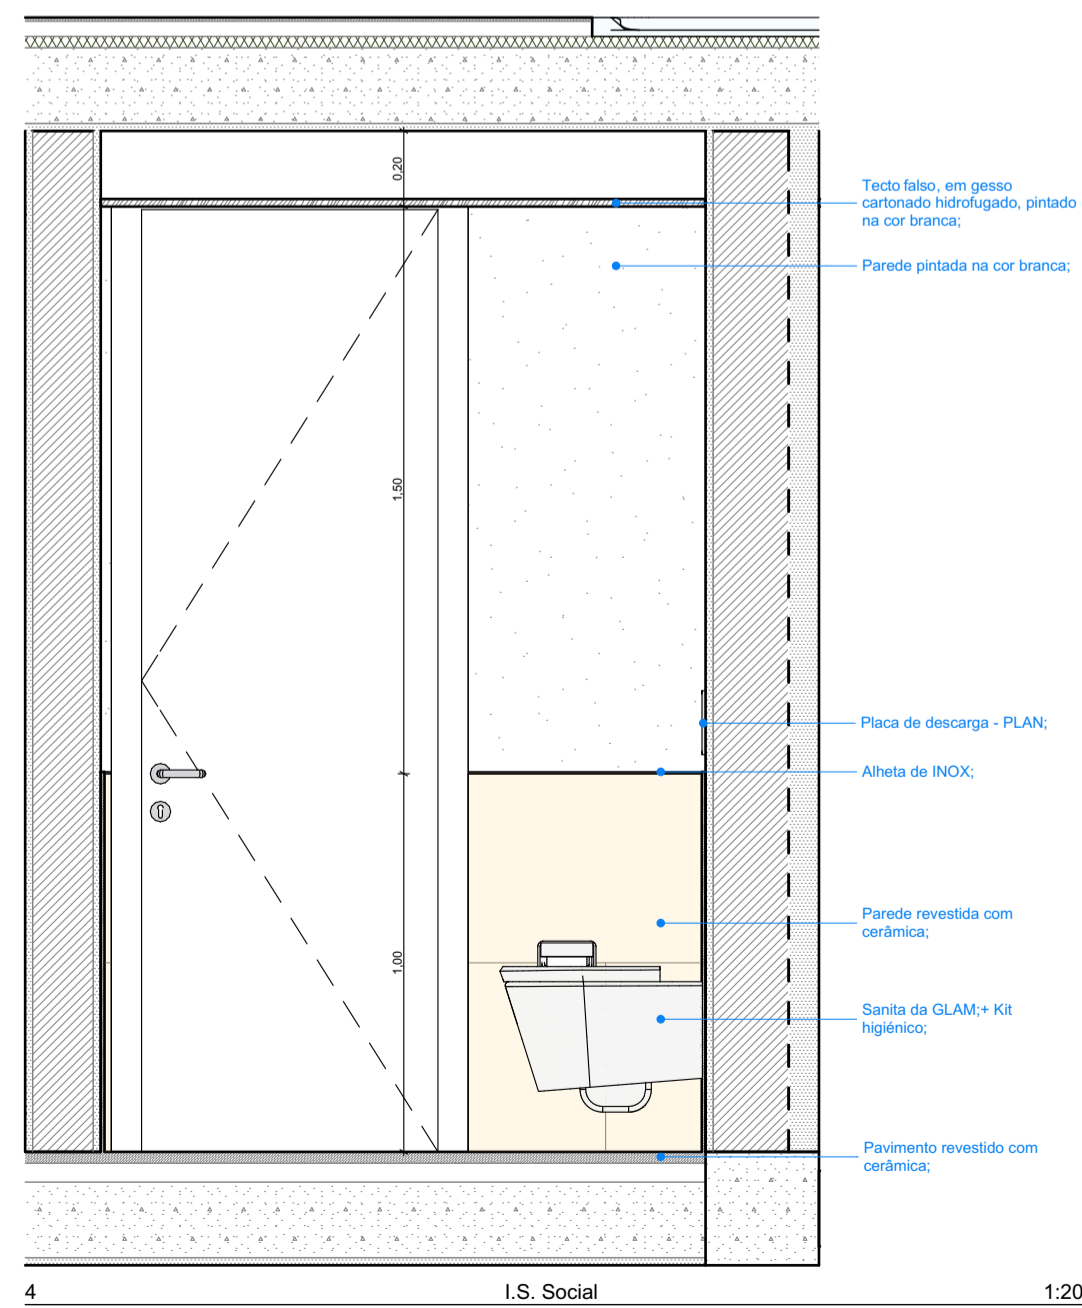 0.20
Tecto falso, em gesso
cartonado hidrofugado, pintado
na cor branca;
Parede pintada na cor branca;
1.50
Placa de descarga - PLAN;
Alheta de INOX;
Parede revestida com
cerâmica;
1.00
Sanita da GLAM;+ Kit
higiénico;
Pavimento revestido com
cerâmica;
4 I.S. Social 1:20